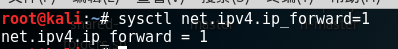 root@kali:~# sysctl net.ipv4.ip_forward=1
net.ipv4.ip_forward = 1